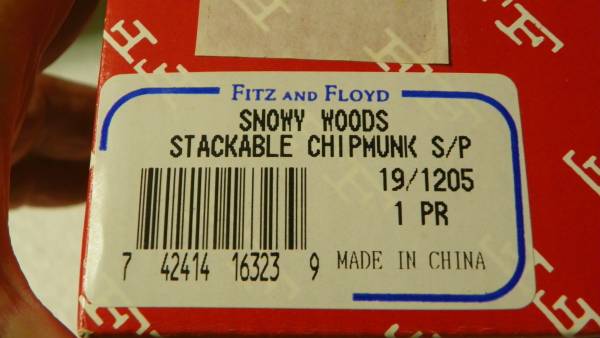 FITZ AND FLOYD
SNOWY WOODS
STACKABLE CHIPMUNK S/P
19/1205
1 PR
7 42414 16323 9 MADE IN CHINA